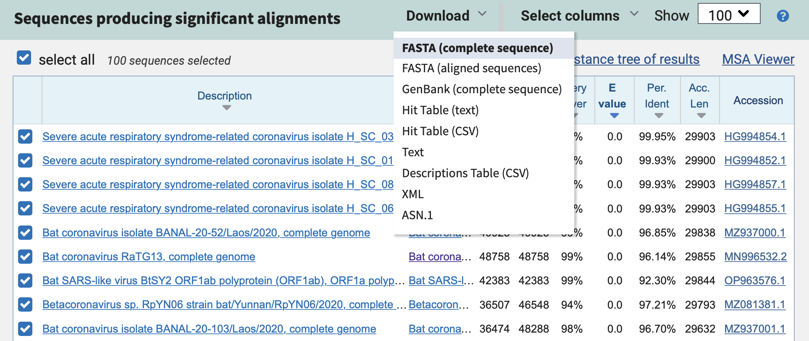 Sequences producing significant alignments Download Select columns Show 100 ?
select all 100 sequences selected stance tree of results MSA Viewer
FASTA (complete sequence)
FASTA (aligned sequences)
GenBank (complete sequence)
Hit Table (text)
Hit Table (CSV)
Text
Descriptions Table (CSV)
XML
ASN.1
Description ery ver E value Per. Ident Acc. Len Accession
Severe acute respiratory syndrome-related coronavirus isolate H_SC_03 % 0.0 99.95% 29903 HG994854.1
Severe acute respiratory syndrome-related coronavirus isolate H_SC_01 % 0.0 99.93% 29900 HG994852.1
Severe acute respiratory syndrome-related coronavirus isolate H_SC_08 % 0.0 99.93% 29903 HG994857.1
Severe acute respiratory syndrome-related coronavirus isolate H_SC_06 % 0.0 99.93% 29903 HG994855.1
Bat coronavirus isolate BANAL-20-52/Laos/2020, complete genome Bat corona... 0.0 96.85% 29838 MZ937000.1
Bat coronavirus RaTG13, complete genome Bat corona... 48758 48758 99% 0.0 96.14% 29855 MN996532.2
Bat SARS-like virus BtSY2 ORF1ab polyprotein (ORF1ab), ORF1a polyp... Bat SARS-l... 42383 42383 99% 0.0 92.30% 29844 OP963576.1
Betacoronavirus sp. RpYN06 strain bat/Yunnan/RpYN06/2020, complete ... Betacoron... 36507 46548 94% 0.0 97.21% 29793 MZ081381.1
Bat coronavirus isolate BANAL-20-103/Laos/2020, complete genome Bat corona... 36474 48288 98% 0.0 96.70% 29632 MZ937001.1